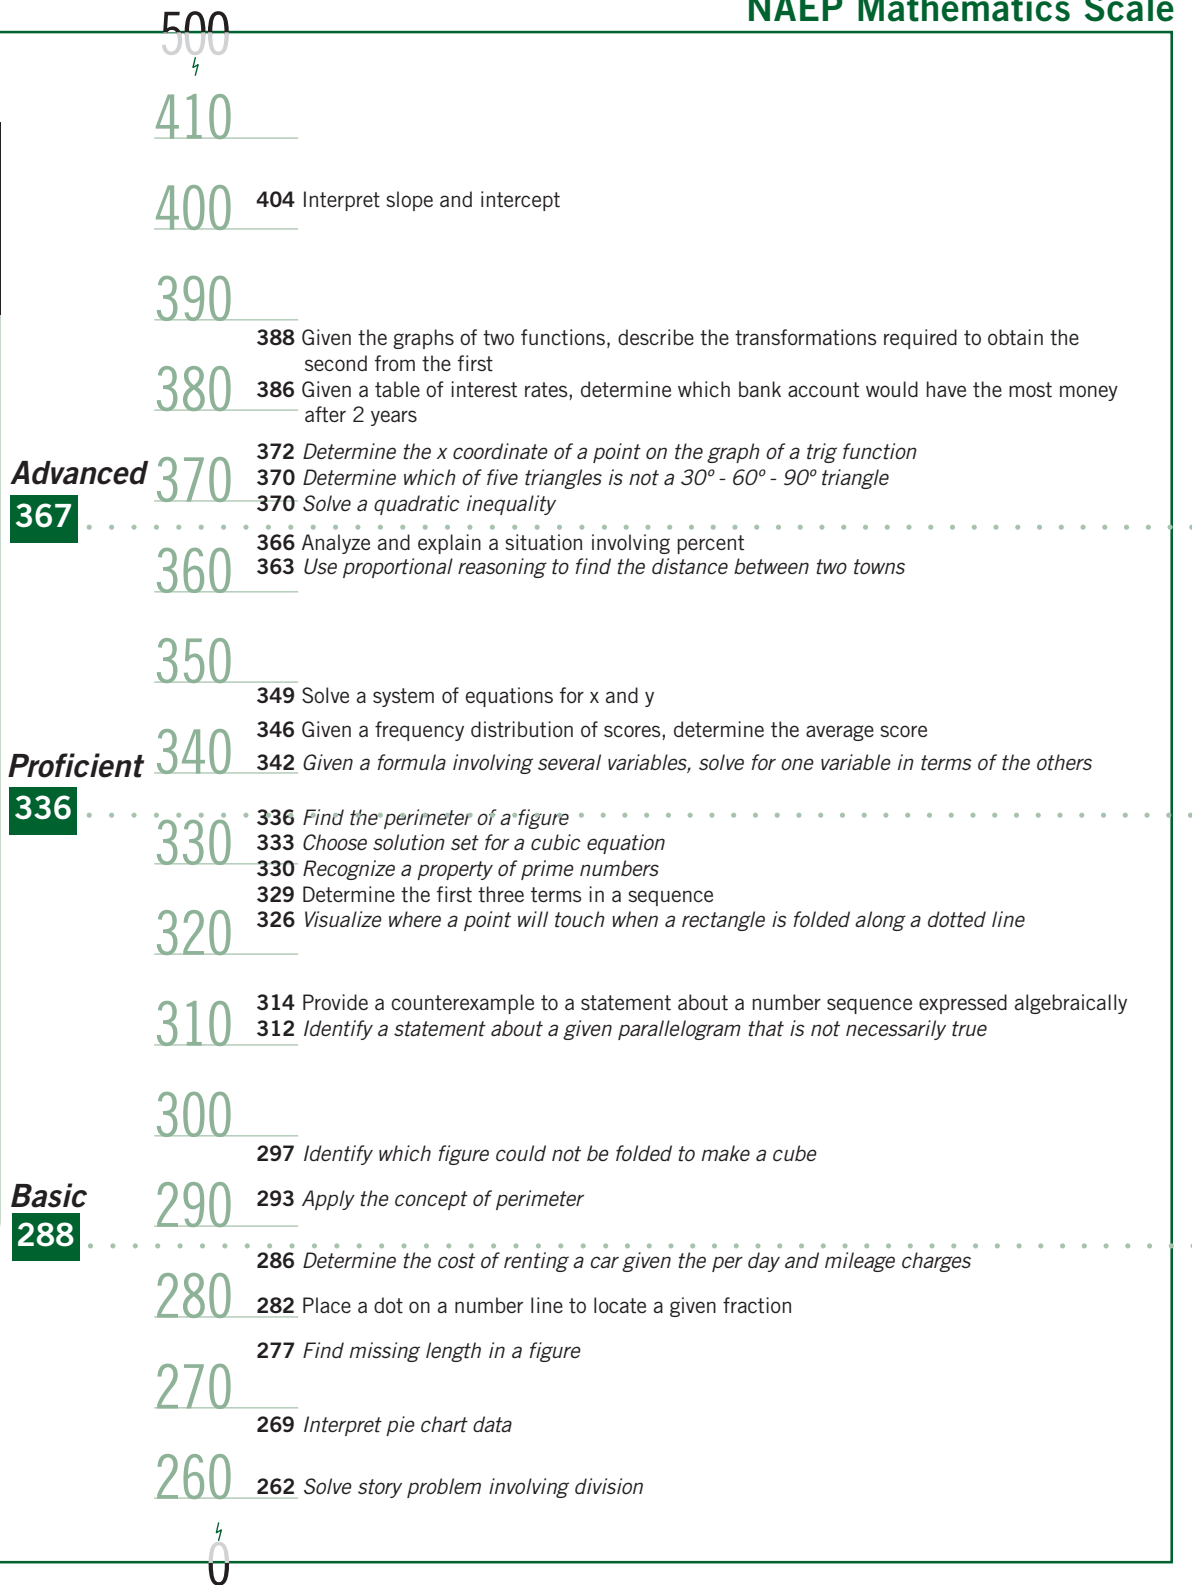 NAEP Mathematics Scale
500
410
400
404 Interpret slope and intercept
390
388 Given the graphs of two functions, describe the transformations required to obtain the
second from the first
380
386 Given a table of interest rates, determine which bank account would have the most money
after 2 years
372 Determine the x coordinate of a point on the graph of a trig function
Advanced
370
370 Determine which of five triangles is not a 30º - 60º - 90º triangle
370 Solve a quadratic inequality
367
366 Analyze and explain a situation involving percent
360
363 Use proportional reasoning to find the distance between two towns
350
349 Solve a system of equations for x and y
346 Given a frequency distribution of scores, determine the average score
340
Proficient
342 Given a formula involving several variables, solve for one variable in terms of the others
336
336 Find the perimeter of a figure
330
333 Choose solution set for a cubic equation
330 Recognize a property of prime numbers
329 Determine the first three terms in a sequence
320
326 Visualize where a point will touch when a rectangle is folded along a dotted line
314 Provide a counterexample to a statement about a number sequence expressed algebraically
310
312 Identify a statement about a given parallelogram that is not necessarily true
300
297 Identify which figure could not be folded to make a cube
Basic
290
293 Apply the concept of perimeter
288
286 Determine the cost of renting a car given the per day and mileage charges
280
282 Place a dot on a number line to locate a given fraction
277 Find missing length in a figure
270
269 Interpret pie chart data
260
262 Solve story problem involving division
0